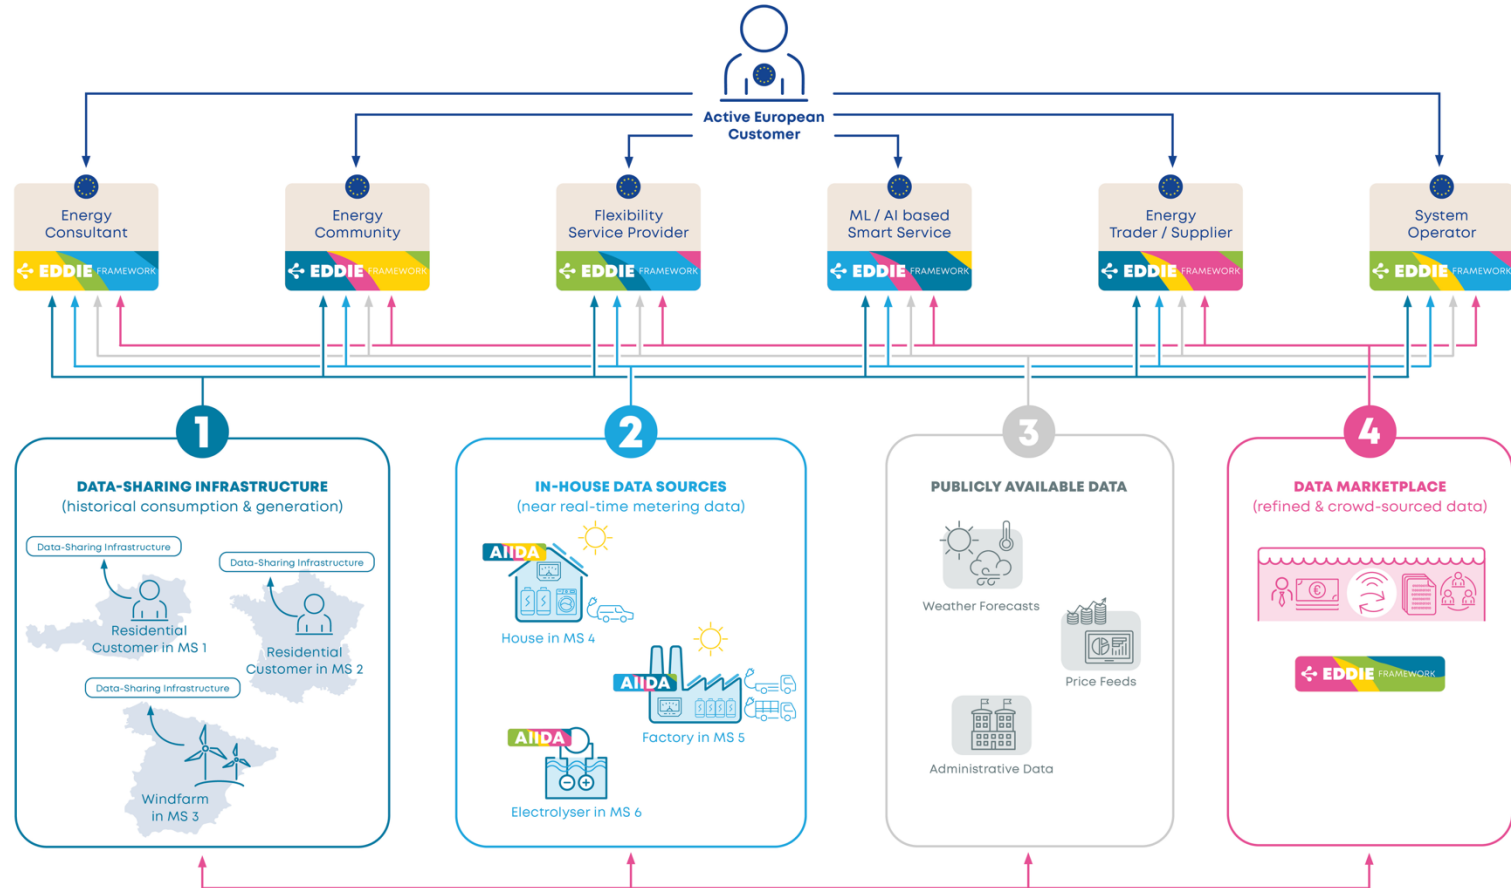 Active European
Customer
Energy
Consultant
EDDIE FRAMEWORK
Energy
Community
EDDIE FRAMEWORK
Flexibility
Service Provider
EDDIE FRAMEWORK
ML / AI based
Smart Service
EDDIE FRAMEWORK
Energy
Trader / Supplier
EDDIE FRAMEWORK
System
Operator
EDDIE FRAMEWORK
1
DATA-SHARING INFRASTRUCTURE
(historical consumption & generation)
Data-Sharing Infrastructure
Residential
Customer in MS 1
Data-Sharing Infrastructure
Residential
Customer in MS 2
Data-Sharing Infrastructure
Windfarm
in MS 3
2
IN-HOUSE DATA SOURCES
(near real-time metering data)
AIIDA
House in MS 4
AIIDA
Factory in MS 5
AIIDA
Electrolyser in MS 6
3
PUBLICLY AVAILABLE DATA
Weather Forecasts
Price Feeds
Administrative Data
4
DATA MARKETPLACE
(refined & crowd-sourced data)
€
EDDIE FRAMEWORK